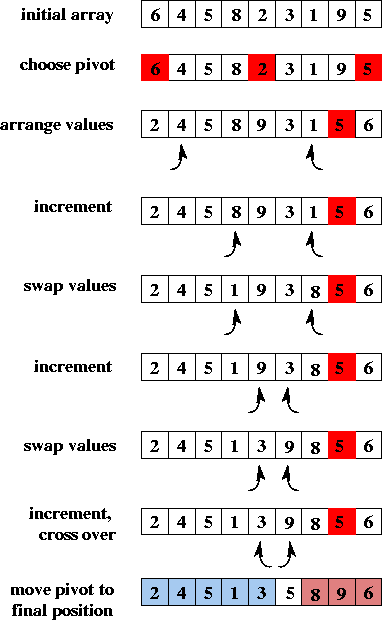 initial array 6 4 5 8 2 3 1 9 5
choose pivot 6 4 5 8 2 3 1 9 5
arrange values 2 4 5 8 9 3 1 5 6
increment 2 4 5 8 9 3 1 5 6
swap values 2 4 5 1 9 3 8 5 6
increment 2 4 5 1 9 3 8 5 6
swap values 2 4 5 1 3 9 8 5 6
increment,
cross over 2 4 5 1 3 9 8 5 6
move pivot to
final position 2 4 5 1 3 5 8 9 6